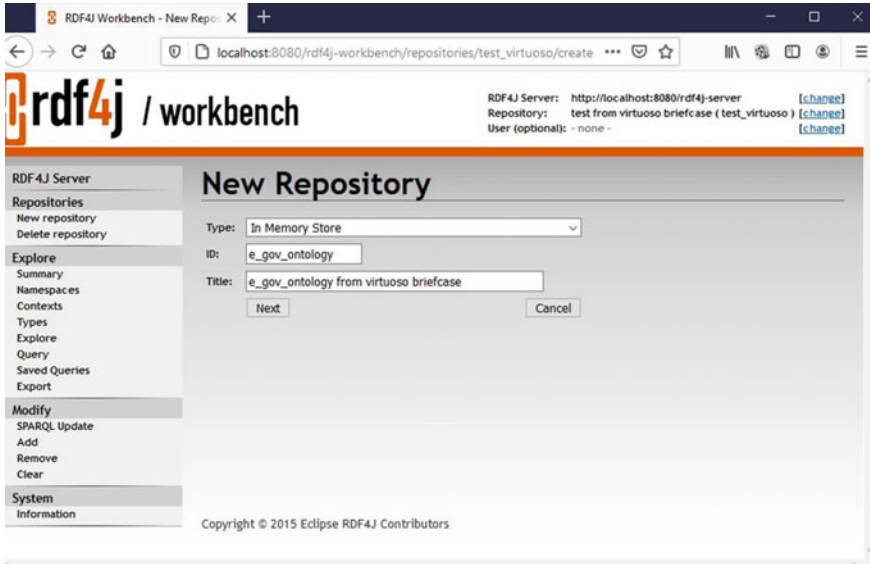 RDF4J Workbench - New Repos
localhost:8080/rdf4j-workbench/repositories/test_virtuoso/create
rdf4j / workbench
RDF4J Server: http://localhost:8080/rdf4j-server [change]
Repository: test from virtuoso briefcase ( test_virtuoso ) [change]
User (optional): - none - [change]
RDF4J Server
Repositories
New repository
Delete repository
Explore
Summary
Namespaces
Contexts
Types
Explore
Query
Saved Queries
Export
Modify
SPARQL Update
Add
Remove
Clear
System
Information
New Repository
Type: In Memory Store
ID: e_gov_ontology
Title: e_gov_ontology from virtuoso briefcase
Next Cancel
Copyright © 2015 Eclipse RDF4J Contributors